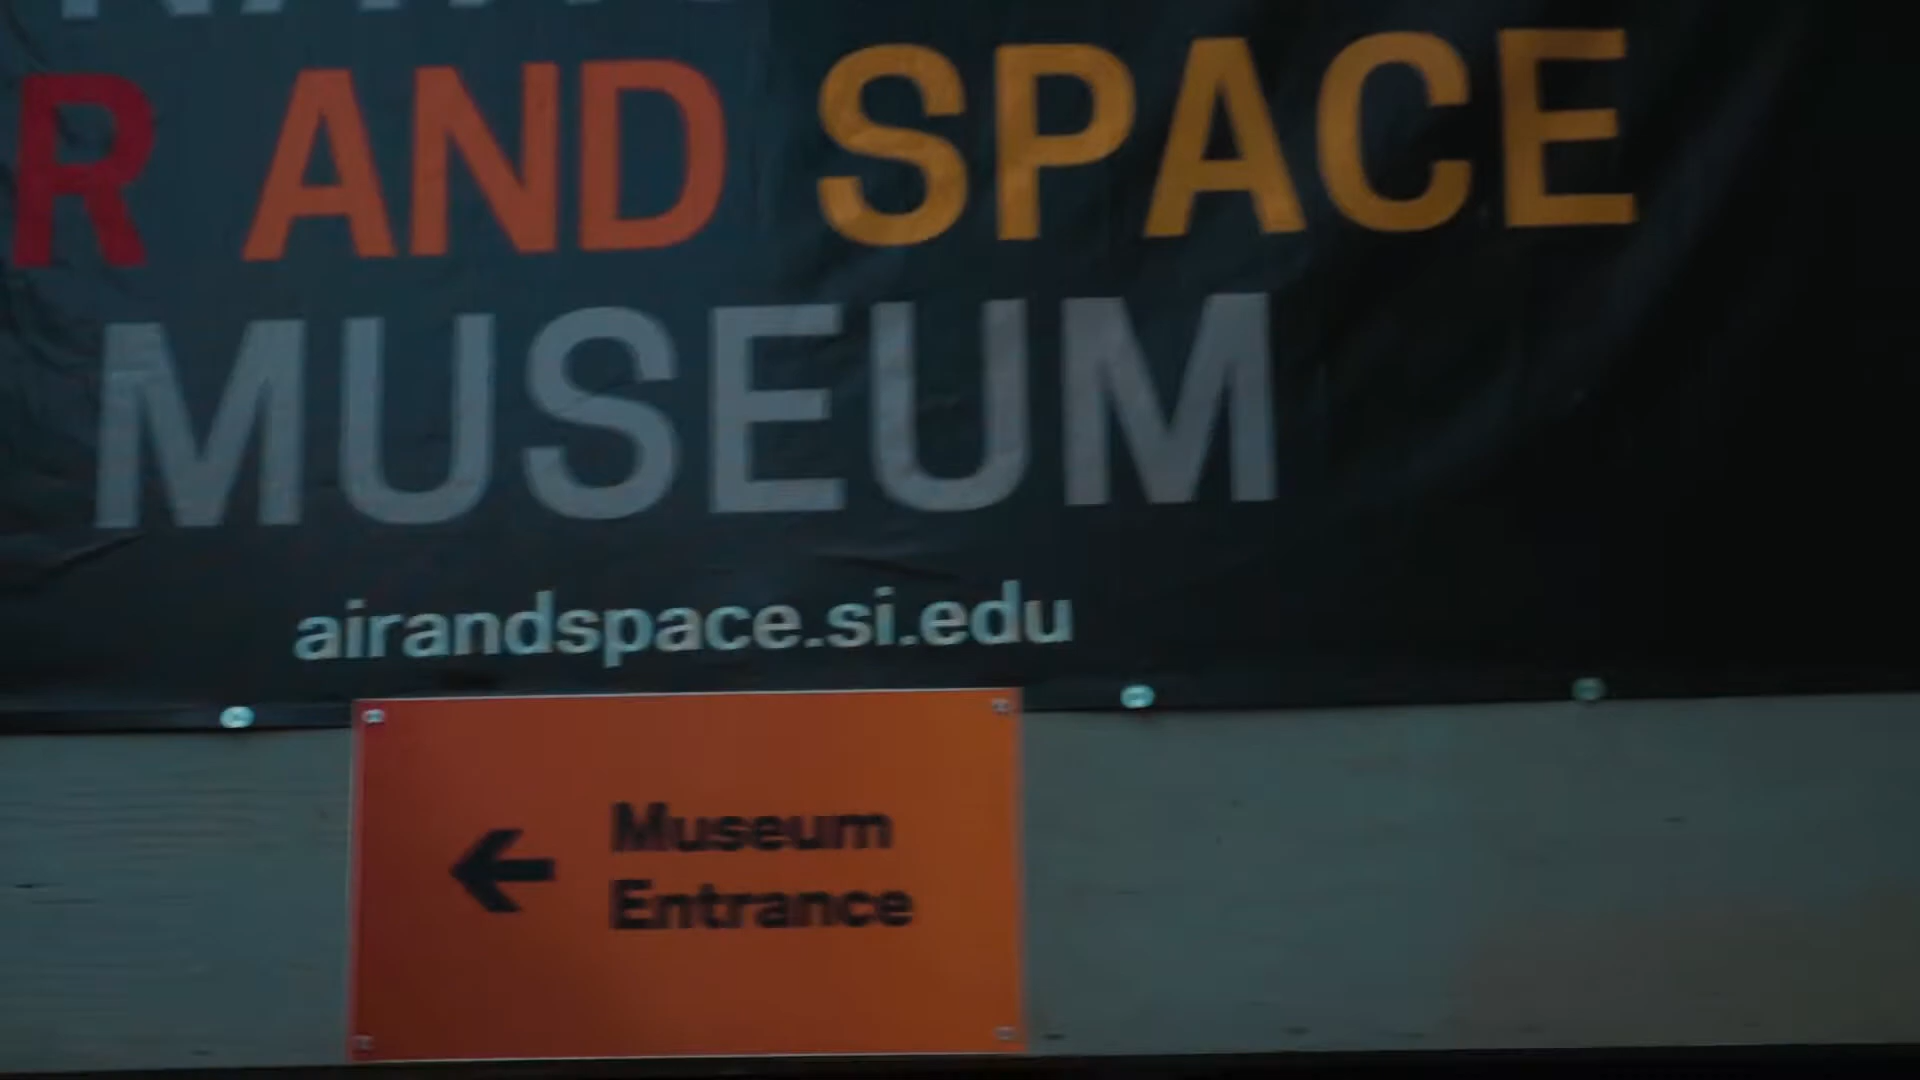 R AND SPACE
MUSEUM
airandspace.si.edu
Museum
Entrance